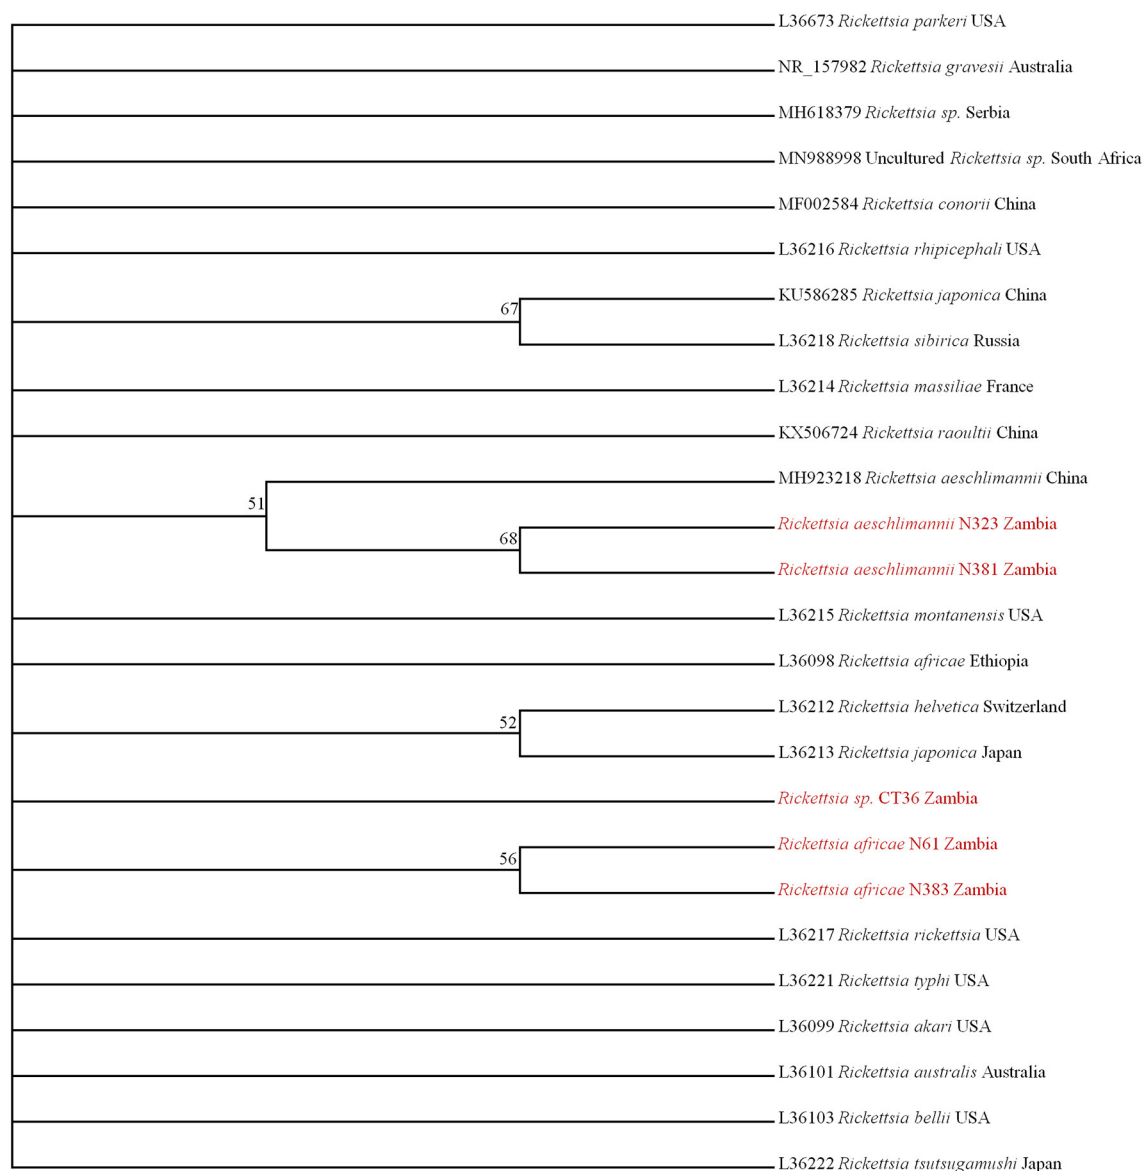 L36673 Rickettsia parkeri USA
NR_157982 Rickettsia gravesii Australia
MH618379 Rickettsia sp. Serbia
MN988998 Uncultured Rickettsia sp. South Africa
MF002584 Rickettsia conorii China
L36216 Rickettsia rhipicephali USA
KU586285 Rickettsia japonica China
67
L36218 Rickettsia sibirica Russia
L36214 Rickettsia massiliae France
KX506724 Rickettsia raoultii China
MH923218 Rickettsia aeschlimannii China
51
Rickettsia aeschlimannii N323 Zambia
68
Rickettsia aeschlimannii N381 Zambia
L36215 Rickettsia montanensis USA
L36098 Rickettsia africae Ethiopia
L36212 Rickettsia helvetica Switzerland
52
L36213 Rickettsia japonica Japan
Rickettsia sp. CT36 Zambia
Rickettsia africae N61 Zambia
56
Rickettsia africae N383 Zambia
L36217 Rickettsia rickettsia USA
L36221 Rickettsia typhi USA
L36099 Rickettsia akari USA
L36101 Rickettsia australis Australia
L36103 Rickettsia bellii USA
L36222 Rickettsia tsutsugamushi Japan